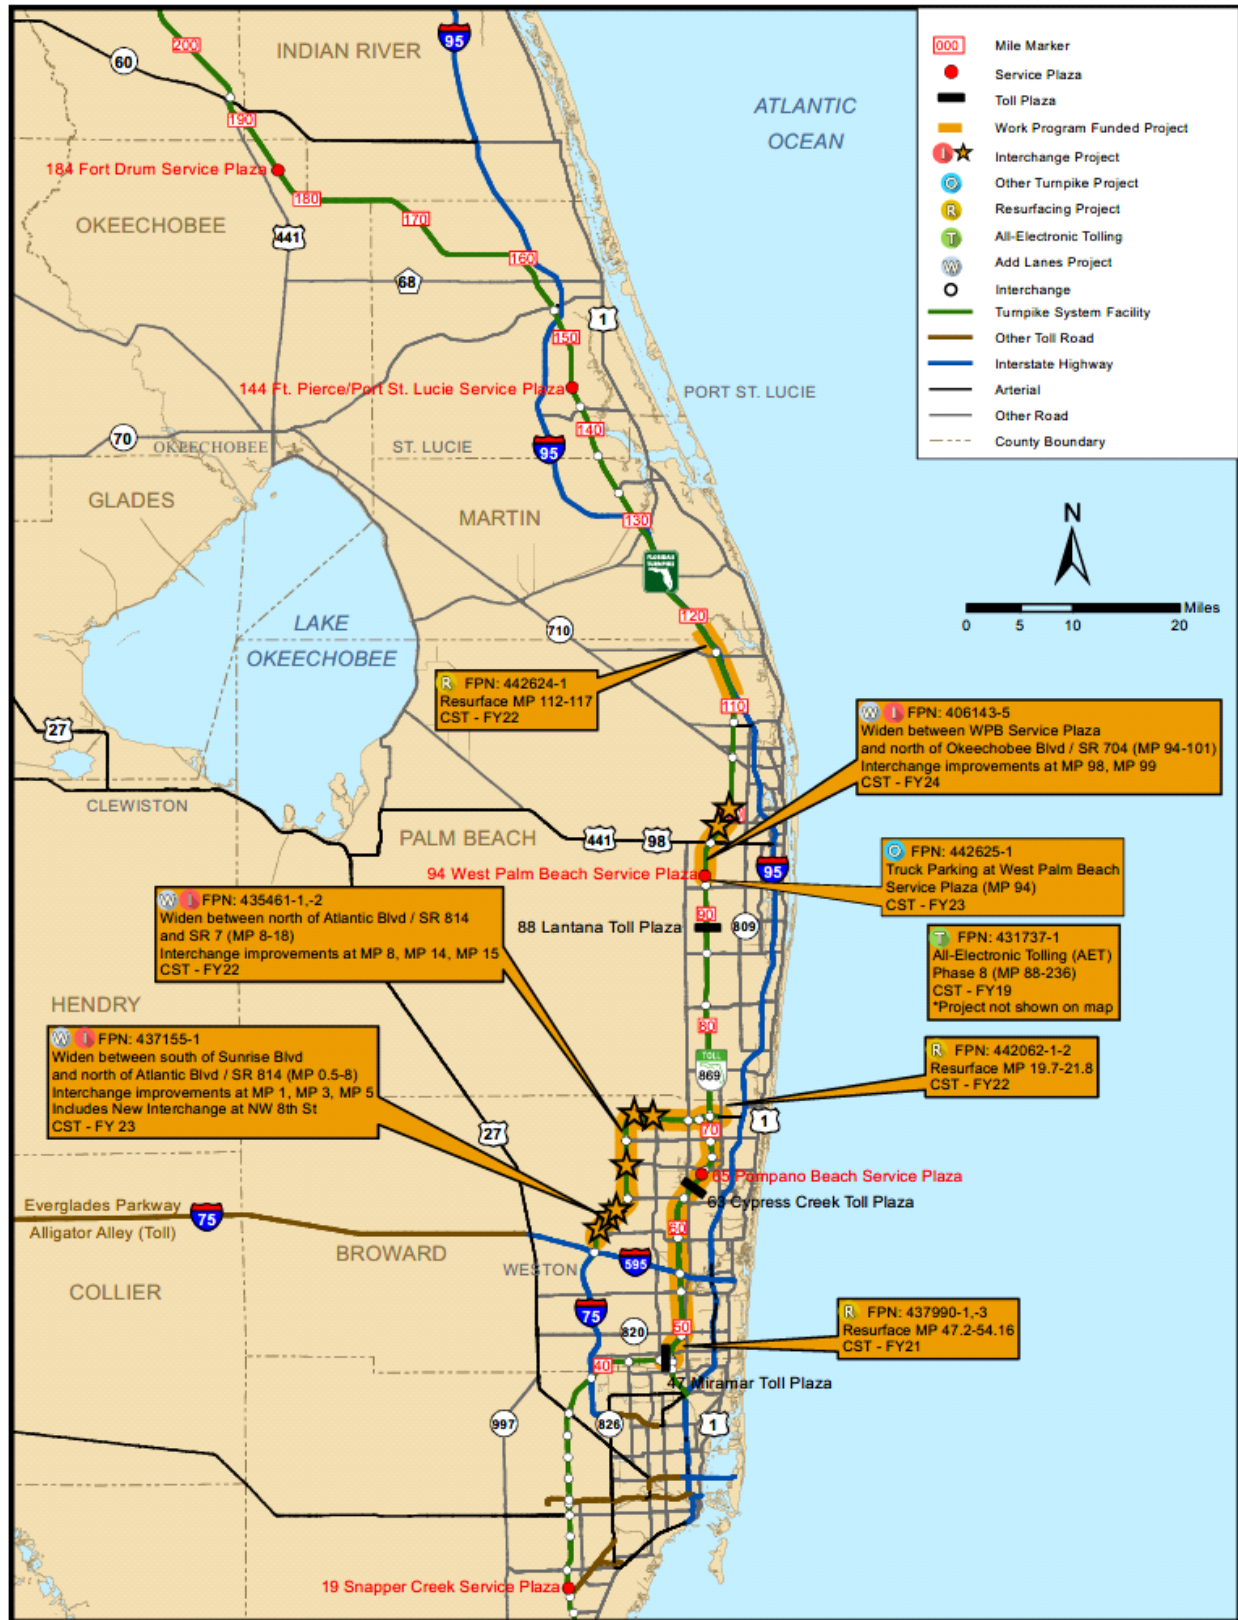 200
INDIAN RIVER
95
60
ATLANTIC
OCEAN
000 Mile Marker
Service Plaza
Toll Plaza
Work Program Funded Project
I Interchange Project
O Other Turnpike Project
R Resurfacing Project
T All-Electronic Tolling
W Add Lanes Project
Interchange
Turnpike System Facility
Other Toll Road
Interstate Highway
Arterial
Other Road
County Boundary
190
184 Fort Drum Service Plaza
180
170
OKEECHOBEE
441
160
68
1
150
144 Ft. Pierce/Port St. Lucie Service Plaza
PORT ST. LUCIE
140
70
OKEECHOBEE
ST. LUCIE
95
GLADES
MARTIN
130
N
FLORIDA'S
TURNPIKE
Miles
0 5 10 20
120
LAKE
OKEECHOBEE
710
R FPN: 442624-1
Resurface MP 112-117
CST - FY22
110
27
W I FPN: 406143-5
Widen between WPB Service Plaza
and north of Okeechobee Blvd / SR 704 (MP 94-101)
Interchange improvements at MP 98, MP 99
CST - FY24
CLEWISTON
PALM BEACH
441
98
95
94 West Palm Beach Service Plaza
O FPN: 442625-1
Truck Parking at West Palm Beach
Service Plaza (MP 94)
CST - FY23
W I FPN: 435461-1,-2
Widen between north of Atlantic Blvd / SR 814
and SR 7 (MP 8-18)
Interchange improvements at MP 8, MP 14, MP 15
CST - FY22
90
88 Lantana Toll Plaza
809
T FPN: 431737-1
All-Electronic Tolling (AET)
Phase 8 (MP 88-236)
CST - FY19
*Project not shown on map
HENDRY
80
W I FPN: 437155-1
Widen between south of Sunrise Blvd
and north of Atlantic Blvd / SR 814 (MP 0.5-8)
Interchange improvements at MP 1, MP 3, MP 5
Includes New Interchange at NW 8th St
CST - FY 23
TOLL
869
R FPN: 442062-1-2
Resurface MP 19.7-21.8
CST - FY22
27
70
1
65 Pompano Beach Service Plaza
63 Cypress Creek Toll Plaza
Everglades Parkway
75
Alligator Alley (Toll)
60
BROWARD
WESTON
595
COLLIER
75
820
50
R FPN: 437990-1,-3
Resurface MP 47.2-54.16
CST - FY21
40
47 Miramar Toll Plaza
997
826
1
19 Snapper Creek Service Plaza